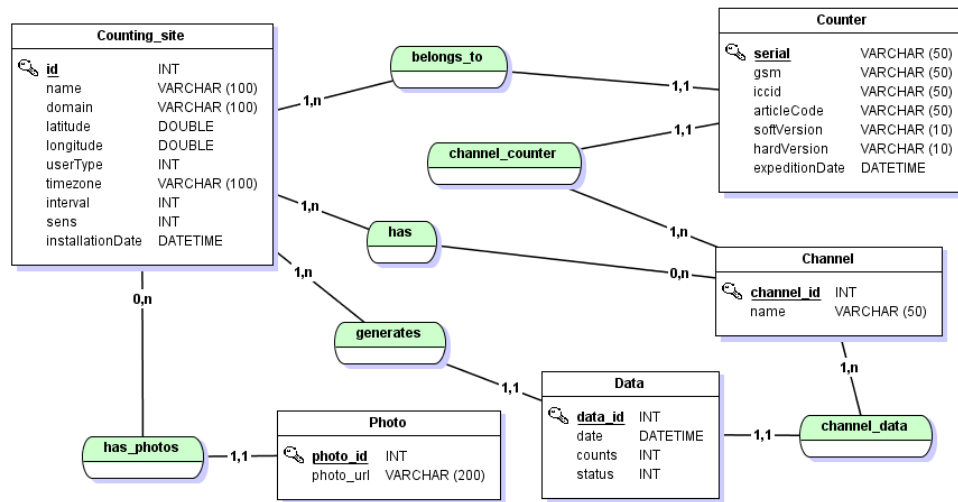 Counting_site
id INT
name VARCHAR (100)
domain VARCHAR (100)
latitude DOUBLE
longitude DOUBLE
userType INT
timezone VARCHAR (100)
interval INT
sens INT
installationDate DATETIME
belongs_to
1,n
1,1
Counter
serial VARCHAR (50)
gsm VARCHAR (50)
iccid VARCHAR (50)
articleCode VARCHAR (50)
softVersion VARCHAR (10)
hardVersion VARCHAR (10)
expeditionDate DATETIME
1,1
channel_counter
1,n
1,n
has
0,n
Channel
channel_id INT
name VARCHAR (50)
1,n
generates
1,1
0,n
has_photos
1,1
Photo
photo_id INT
photo_url VARCHAR (200)
Data
data_id INT
date DATETIME
counts INT
status INT
1,1
channel_data
1,n